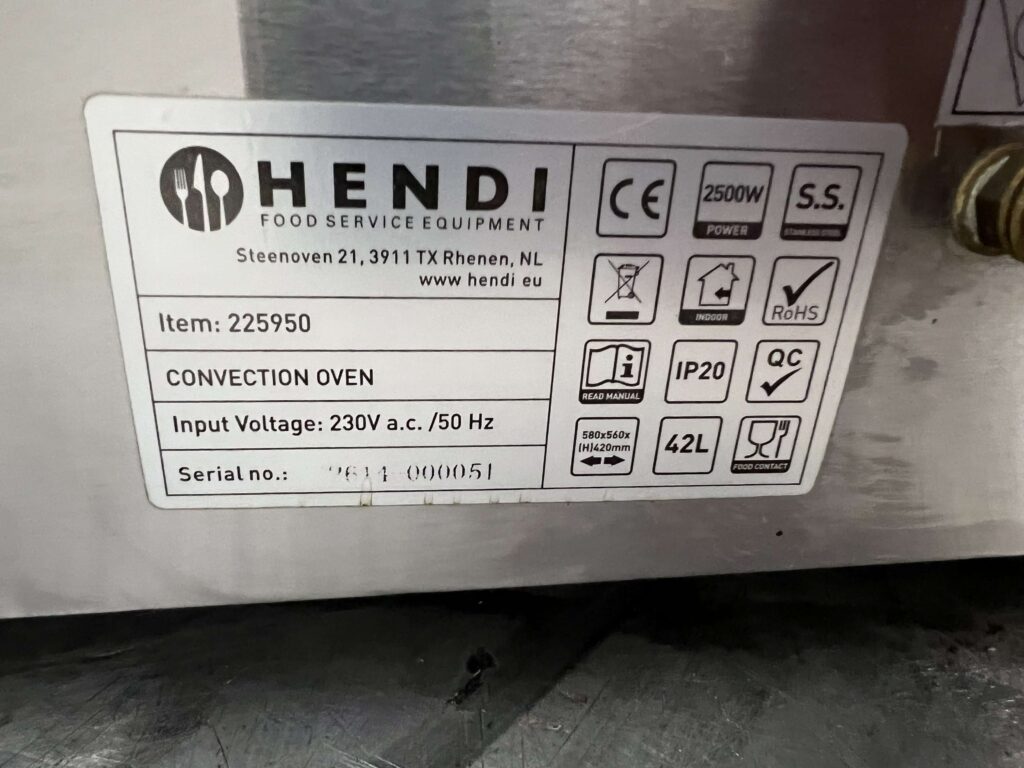 HENDI
FOOD SERVICE EQUIPMENT
Steenoven 21, 3911 TX Rhenen, NL
www hendi eu
Item: 225950
CONVECTION OVEN
Input Voltage: 230V a.c. /50 Hz
Serial no.: 000051
CE
2500W
POWER
S.S.
STAINLESS STEEL
INDOOR
RoHS
i
READ MANUAL
IP20
QC
580x560x
(H)420mm
42L
FOOD CONTACT